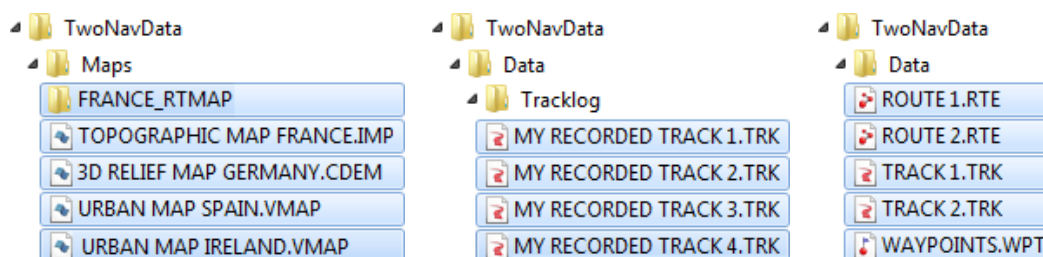 TwoNavData
Maps
FRANCE_RTMAP
TOPOGRAPHIC MAP FRANCE.IMP
3D RELIEF MAP GERMANY.CDEM
URBAN MAP SPAIN.VMAP
URBAN MAP IRELAND.VMAP
TwoNavData
Data
Tracklog
MY RECORDED TRACK 1.TRK
MY RECORDED TRACK 2.TRK
MY RECORDED TRACK 3.TRK
MY RECORDED TRACK 4.TRK
TwoNavData
Data
ROUTE 1.RTE
ROUTE 2.RTE
TRACK 1.TRK
TRACK 2.TRK
WAYPOINTS.WPT